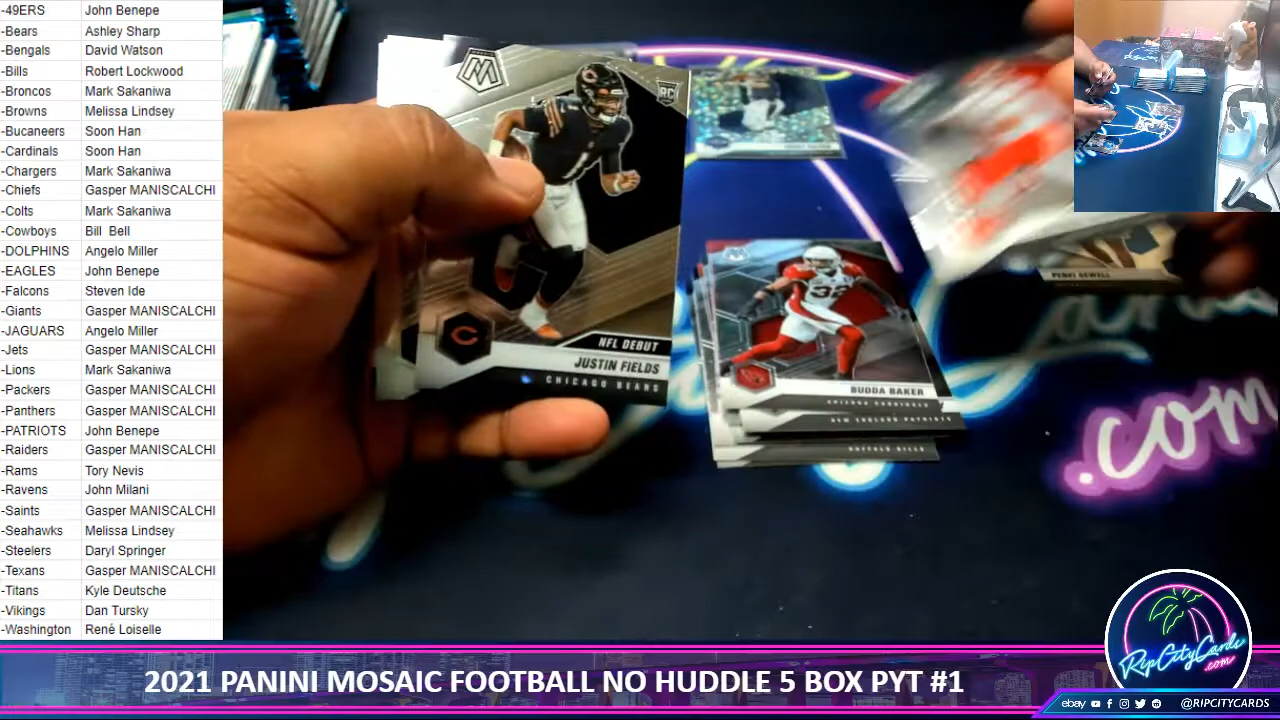 -49ERS John Benepe
-Bears Ashley Sharp
-Bengals David Watson
-Bills Robert Lockwood
-Broncos Mark Sakaniwa
-Browns Melissa Lindsey
-Bucaneers Soon Han
-Cardinals Soon Han
-Chargers Mark Sakaniwa
-Chiefs Gasper MANISCALCHI
-Colts Mark Sakaniwa
-Cowboys Bill Bell
-DOLPHINS Angelo Miller
-EAGLES John Benepe
-Falcons Steven Ide
-Giants Gasper MANISCALCHI
-JAGUARS Angelo Miller
-Jets Gasper MANISCALCHI
-Lions Mark Sakaniwa
-Packers Gasper MANISCALCHI
-Panthers Gasper MANISCALCHI
-PATRIOTS John Benepe
-Raiders Gasper MANISCALCHI
-Rams Tory Nevis
-Ravens John Milani
-Saints Gasper MANISCALCHI
-Seahawks Melissa Lindsey
-Steelers Daryl Springer
-Texans Gasper MANISCALCHI
-Titans Kyle Deutsche
-Vikings Dan Tursky
-Washington René Loiselle
M
RC
1
NFL DEBUT
JUSTIN FIELDS
CHICAGO BEARS
PENEI SEWELL
BUDDA BAKER
ARIZONA CARDINALS
NEW ENGLAND PATRIOTS
BUFFALO BILLS
.com
RipCityCards
.com
2021 PANINI MOSAIC FOOTBALL NO HUDDLE 5 BOX PYT #1
ebay @RIPCITYCARDS